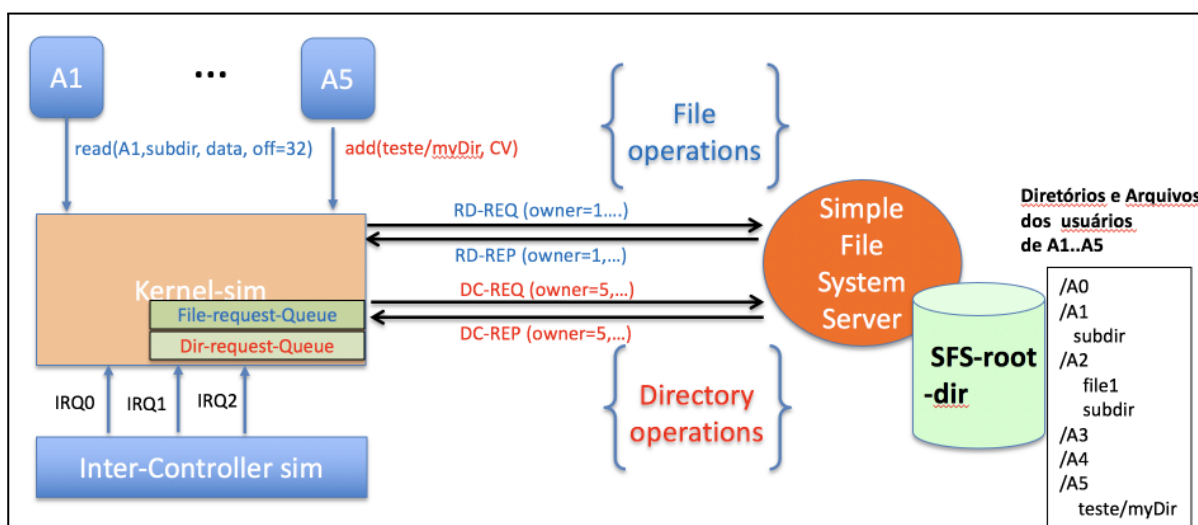 A1
...
A5
read(A1,subdir, data, off=32)
add(teste/myDir, CV)
File
operations
Kernel-sim
File-request-Queue
Dir-request-Queue
RD-REQ (owner=1....)
RD-REP (owner=1,...)
DC-REQ (owner=5,...)
DC-REP (owner=5,...)
Simple
File
System
Server
SFS-root
-dir
Directory
operations
IRQ0
IRQ1
IRQ2
Inter-Controller sim
Diretórios e Arquivos
dos usuários
de A1..A5
/A0
/A1
subdir
/A2
file1
subdir
/A3
/A4
/A5
teste/myDir